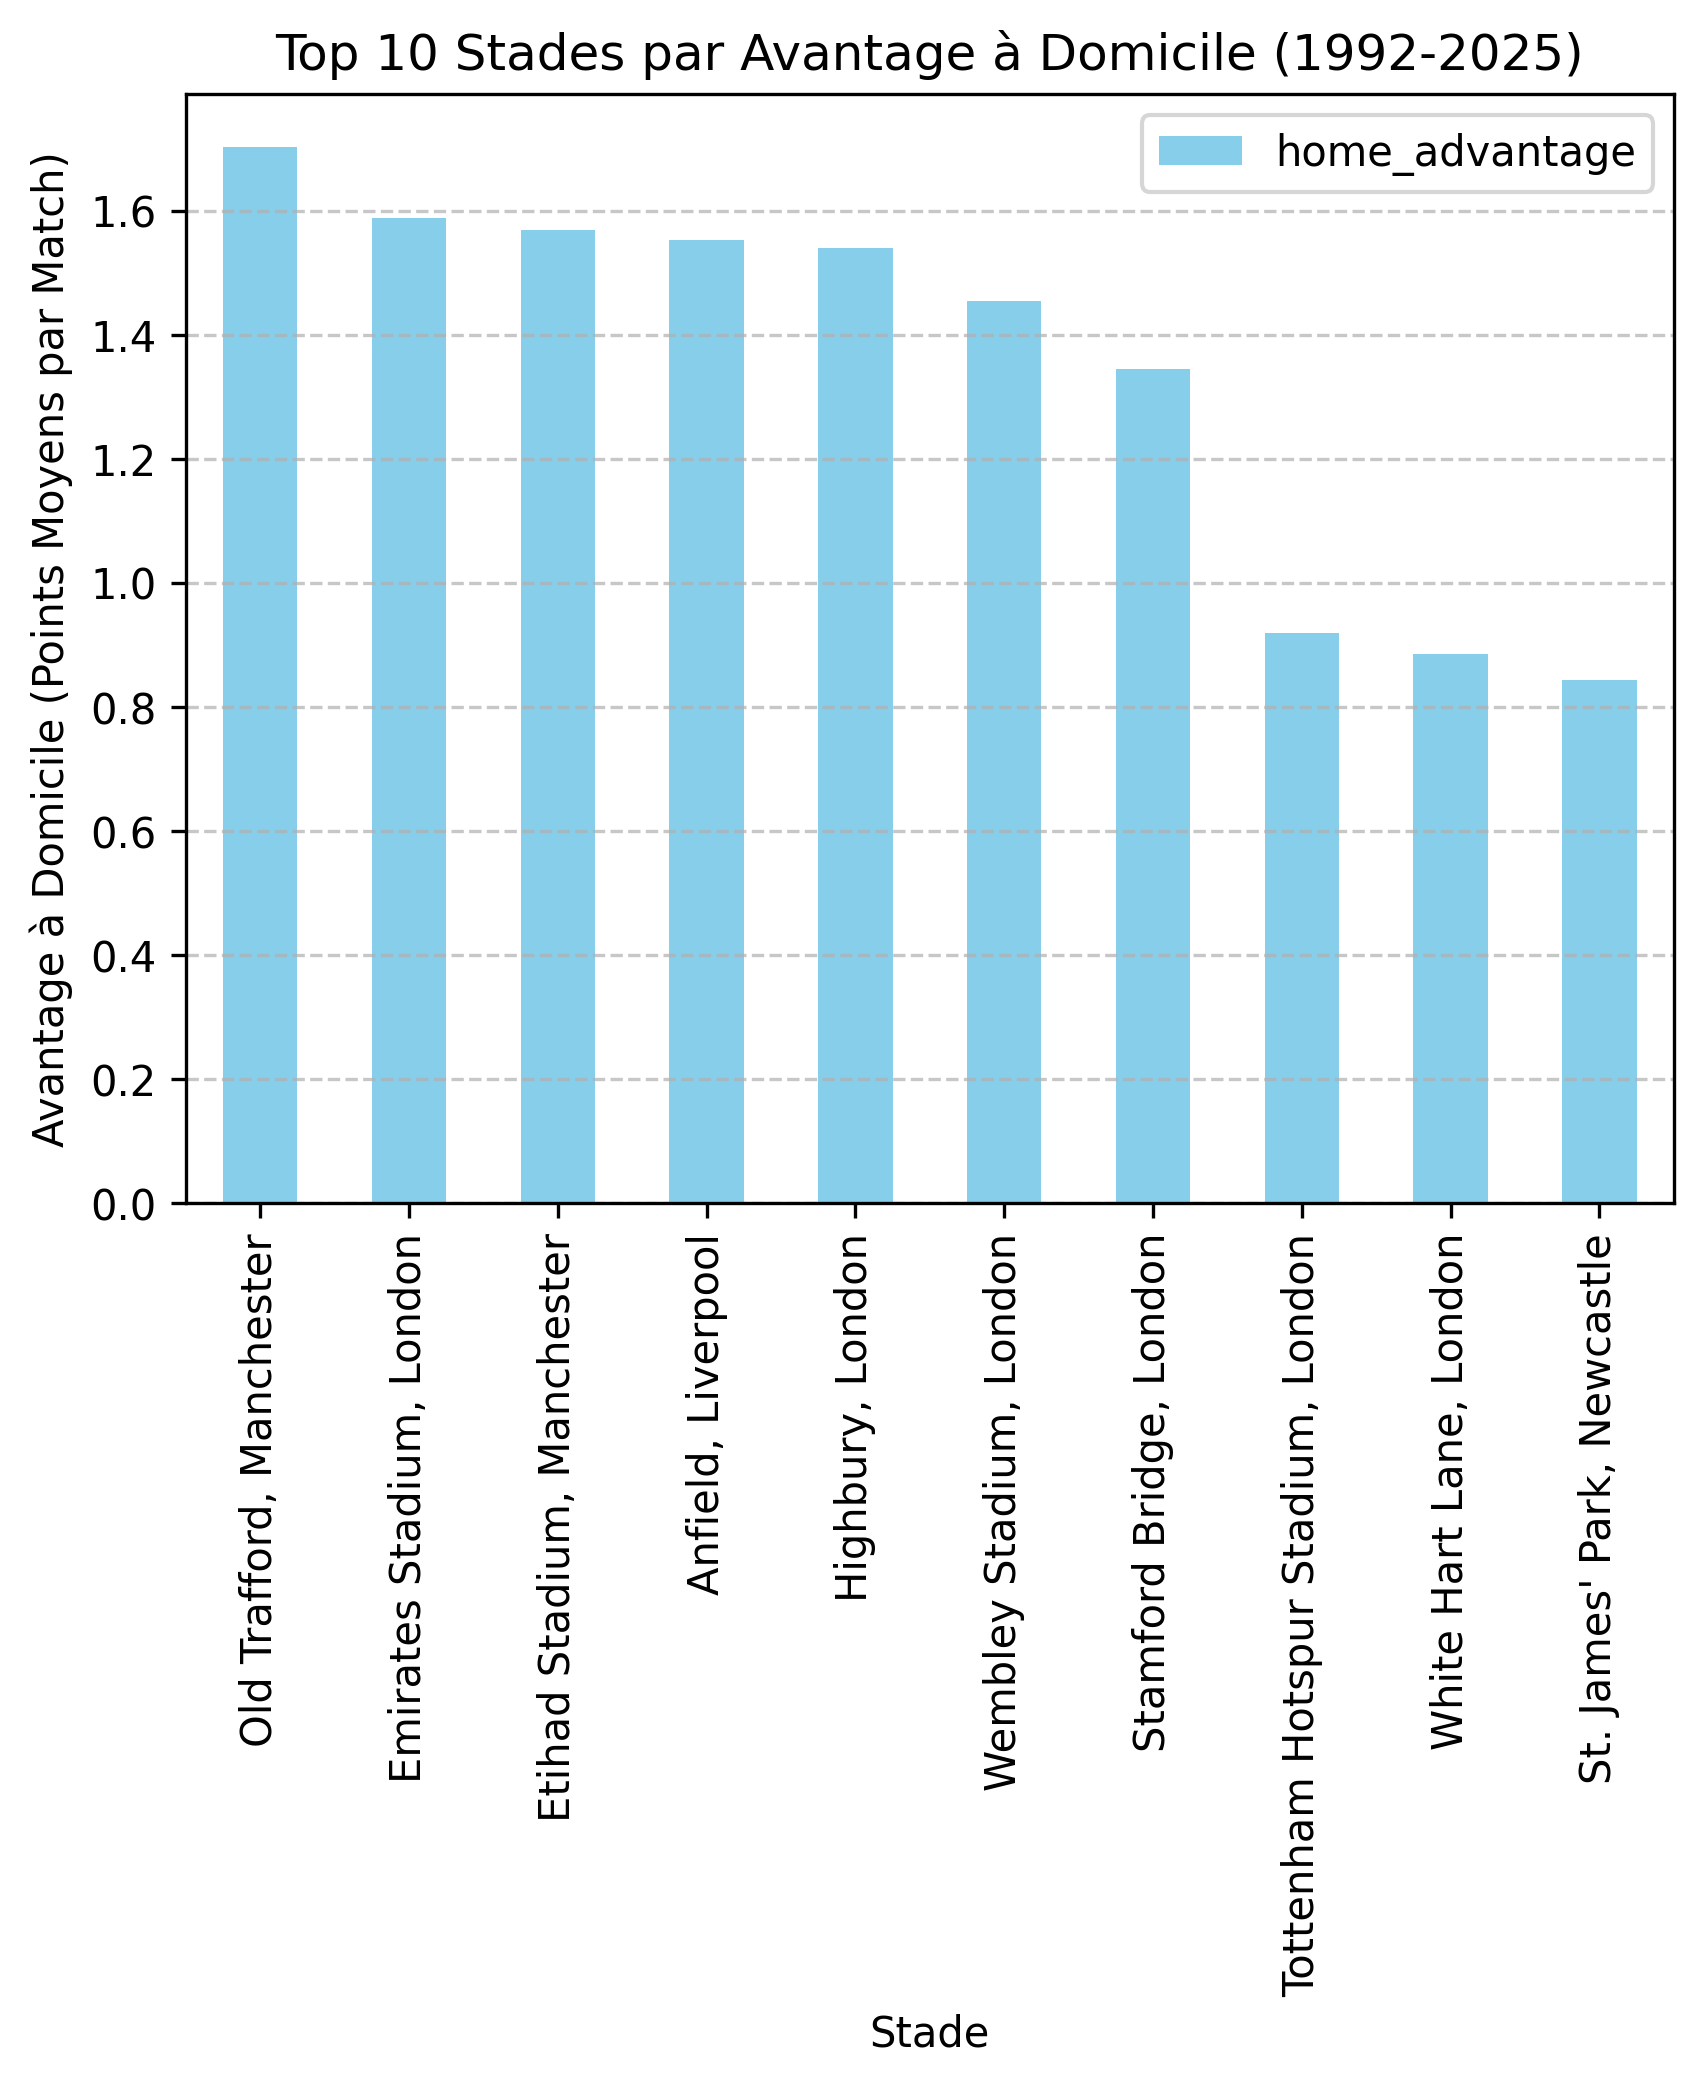 Top 10 Stades par Avantage à Domicile (1992-2025)
home_advantage
Avantage à Domicile (Points Moyens par Match)
1.6
1.4
1.2
1.0
0.8
0.6
0.4
0.2
0.0
Old Trafford, Manchester
Emirates Stadium, London
Etihad Stadium, Manchester
Anfield, Liverpool
Highbury, London
Wembley Stadium, London
Stamford Bridge, London
Tottenham Hotspur Stadium, London
White Hart Lane, London
St. James' Park, Newcastle
Stade